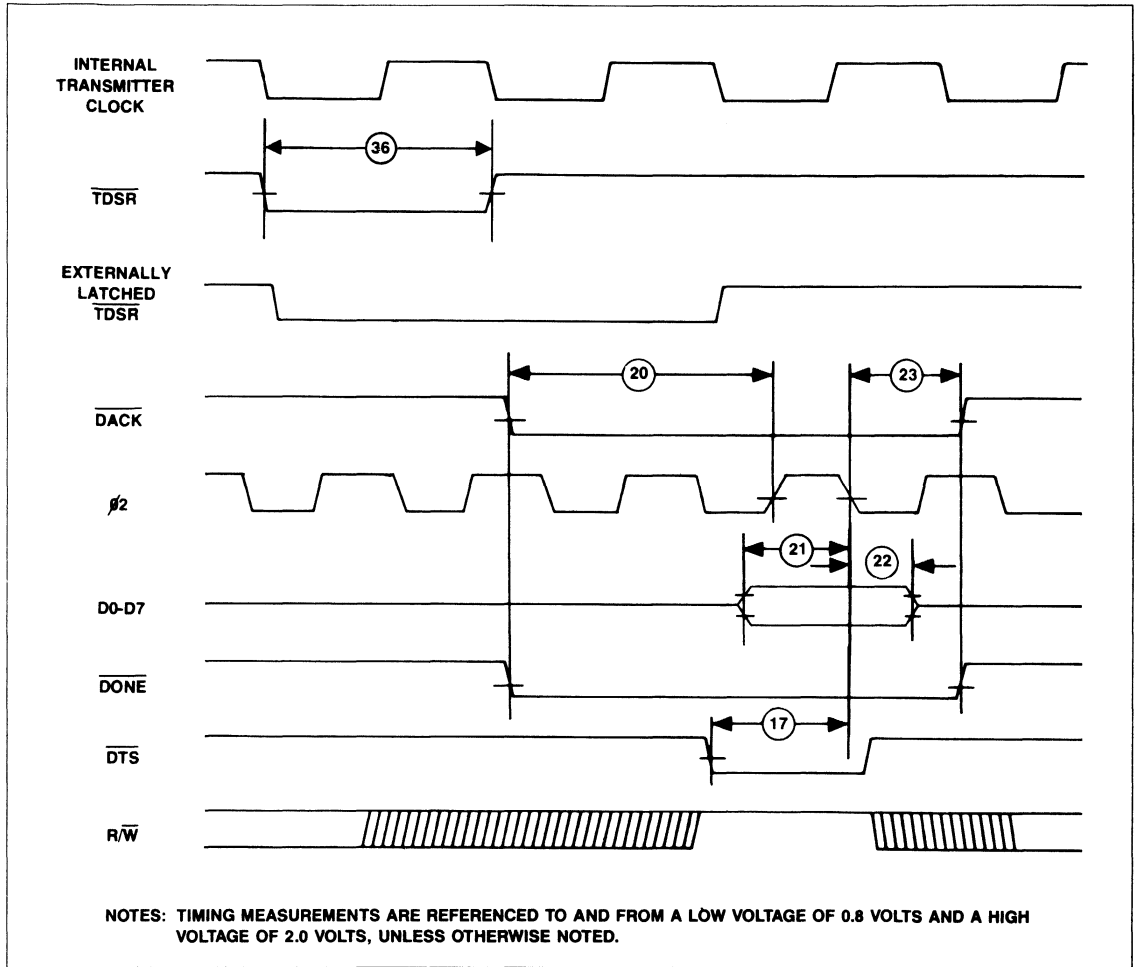 INTERNAL
TRANSMITTER
CLOCK
36
TDSR
EXTERNALLY
LATCHED
TDSR
20
23
DACK
ø2
21
22
D0-D7
DONE
17
DTS
R/W
NOTES: TIMING MEASUREMENTS ARE REFERENCED TO AND FROM A LOW VOLTAGE OF 0.8 VOLTS AND A HIGH
VOLTAGE OF 2.0 VOLTS, UNLESS OTHERWISE NOTED.